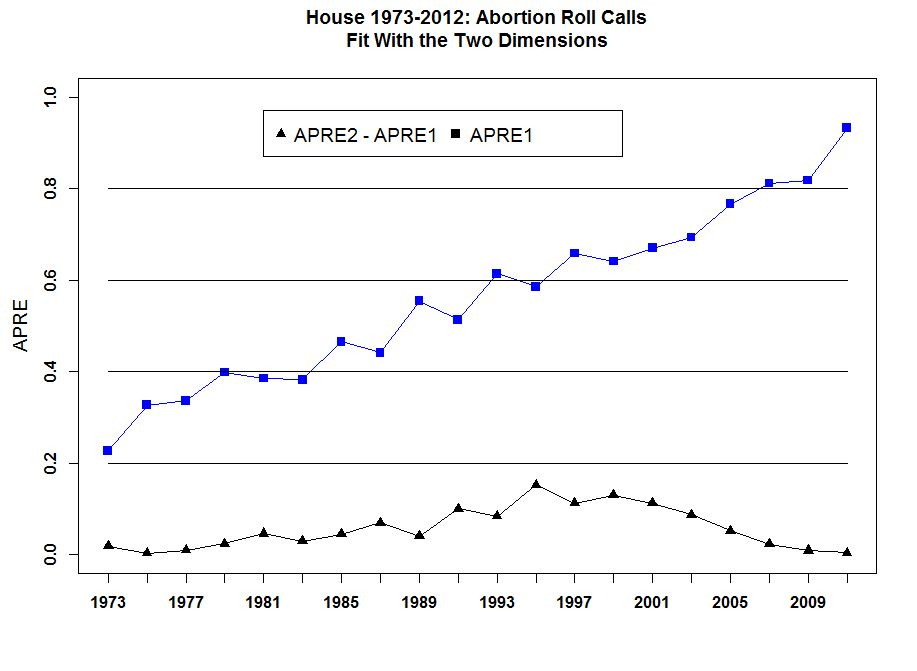 House 1973-2012: Abortion Roll Calls
Fit With the Two Dimensions
APRE2 - APRE1 APRE1
APRE
1.0
0.8
0.6
0.4
0.2
0.0
1973 1977 1981 1985 1989 1993 1997 2001 2005 2009